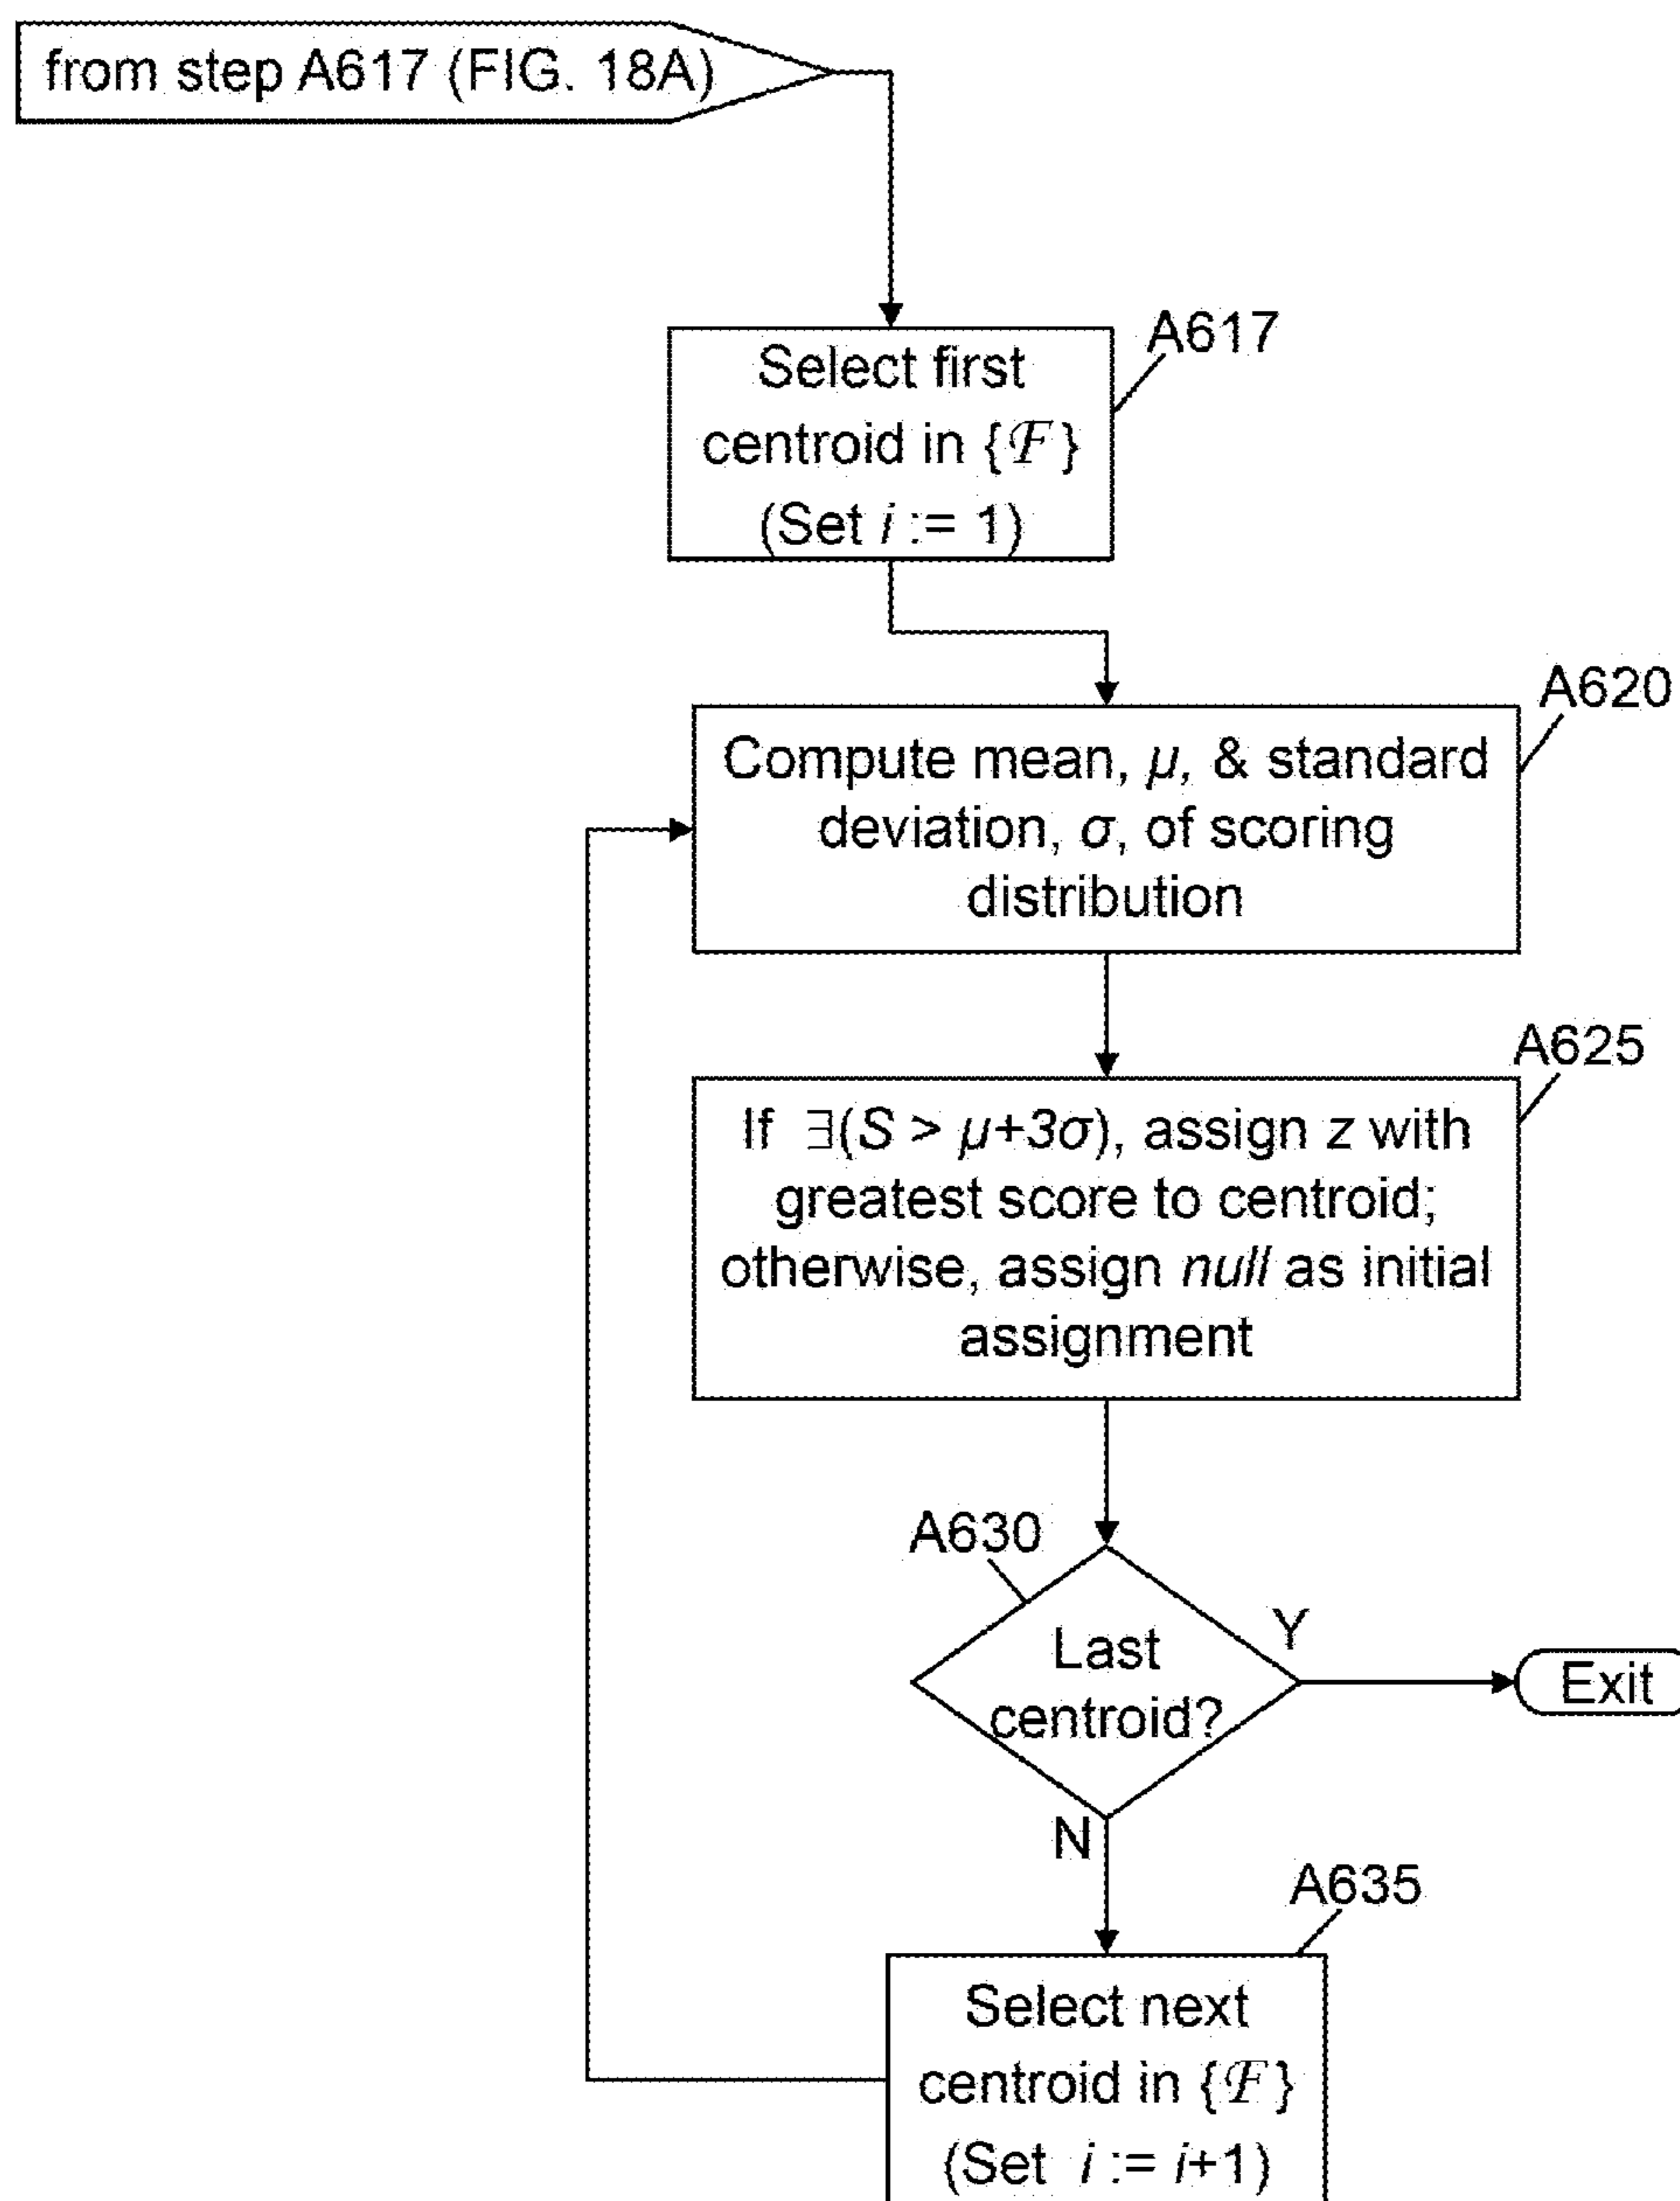 from step A617 (FIG. 18A)
A617
Select first
centroid in {ℱ}
(Set i := 1)
A620
Compute mean, μ, & standard
deviation, σ, of scoring
distribution
A625
If ∃(S > μ+3σ), assign z with
greatest score to centroid;
otherwise, assign null as initial
assignment
A630
Last
centroid?
Y
Exit
N
A635
Select next
centroid in {ℱ}
(Set i := i+1)